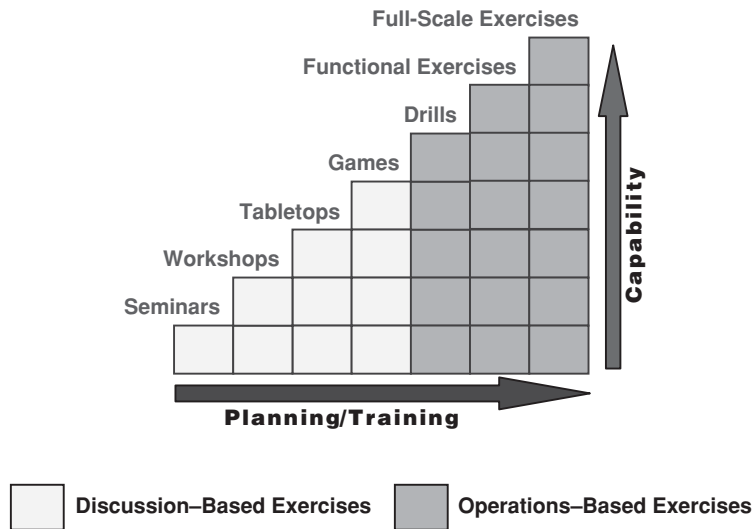 Full-Scale Exercises
Functional Exercises
Drills
Games
Tabletops
Workshops
Seminars
Capability
Planning/Training
Discussion–Based Exercises
Operations–Based Exercises